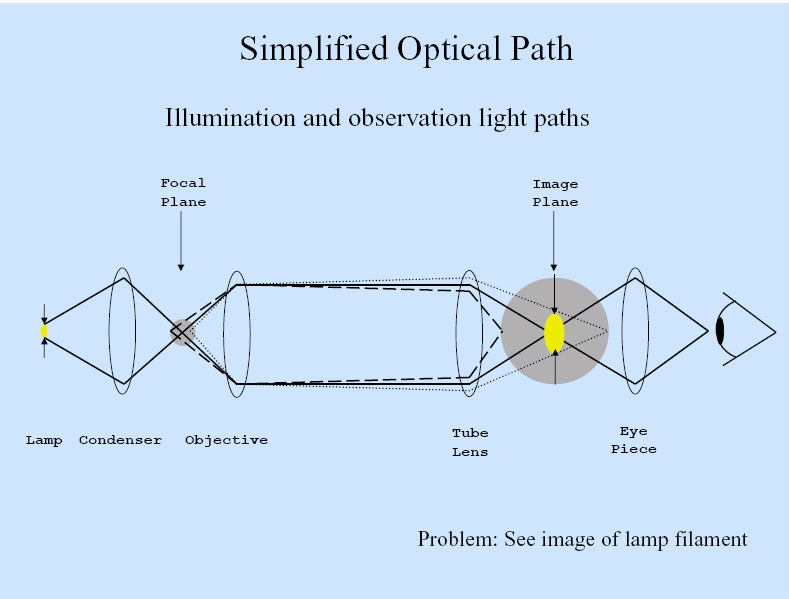 Simplified Optical Path
Illumination and observation light paths
Focal
Plane
Image
Plane
Lamp
Condenser
Objective
Tube
Lens
Eye
Piece
Problem: See image of lamp filament